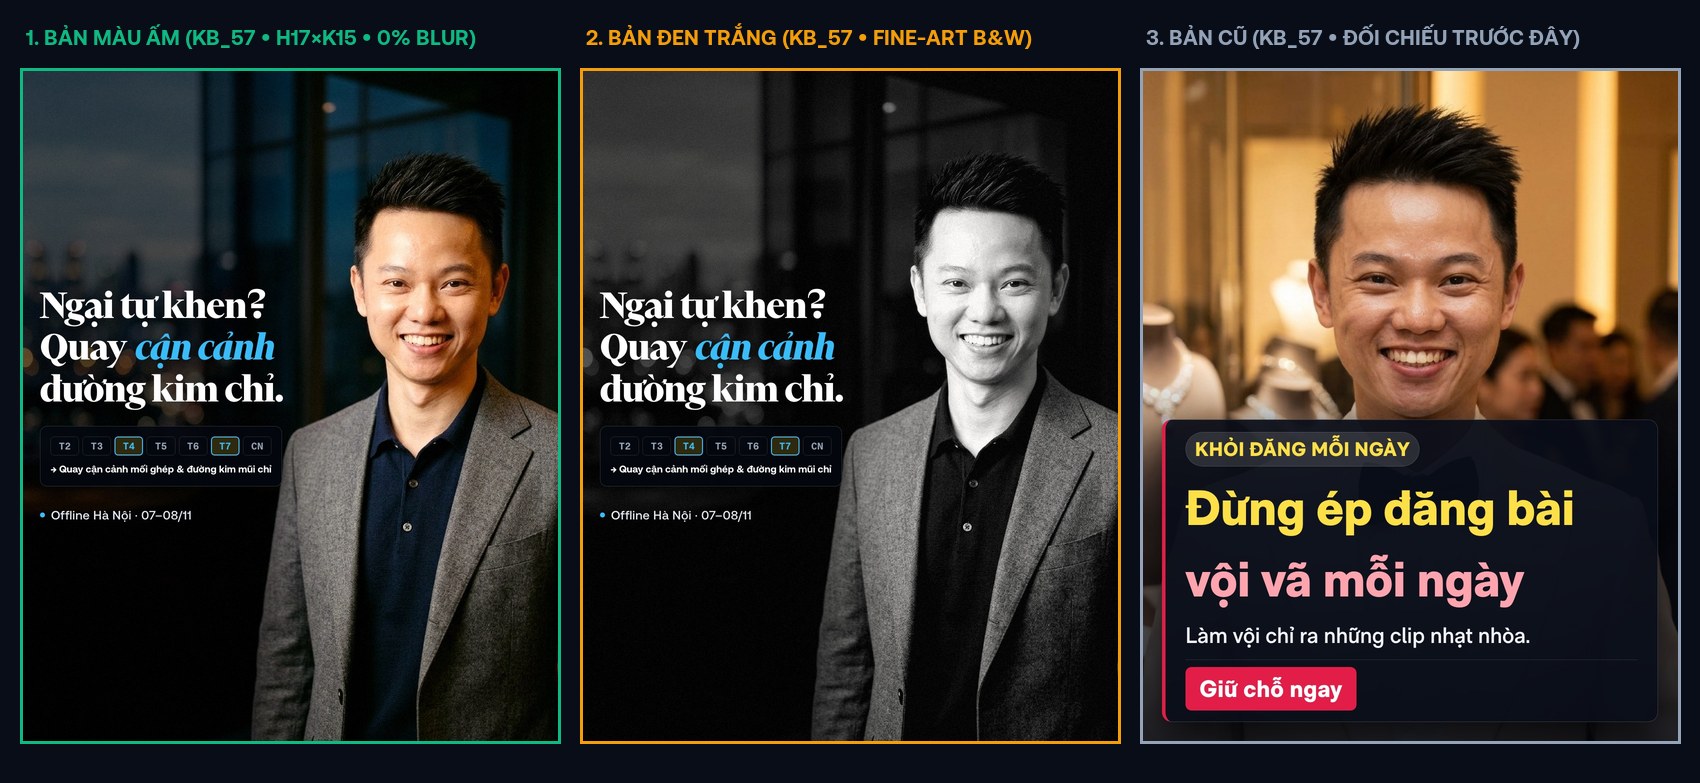 1. BẢN MÀU ẤM (KB_57 • H17×K15 • 0% BLUR)
Ngại tự khen?
Quay cận cảnh
đường kim chỉ.
T2 T3 T4 T5 T6 T7 CN
→ Quay cận cảnh mối ghép & đường kim mũi chỉ
• Offline Hà Nội · 07–08/11
2. BẢN ĐEN TRẮNG (KB_57 • FINE-ART B&W)
Ngại tự khen?
Quay cận cảnh
đường kim chỉ.
T2 T3 T4 T5 T6 T7 CN
→ Quay cận cảnh mối ghép & đường kim mũi chỉ
• Offline Hà Nội · 07–08/11
3. BẢN CŨ (KB_57 • ĐỐI CHIẾU TRƯỚC ĐÂY)
KHỎI ĐĂNG MỖI NGÀY
Đừng ép đăng bài
vội vã mỗi ngày
Làm vội chỉ ra những clip nhạt nhòa.
Giữ chỗ ngay